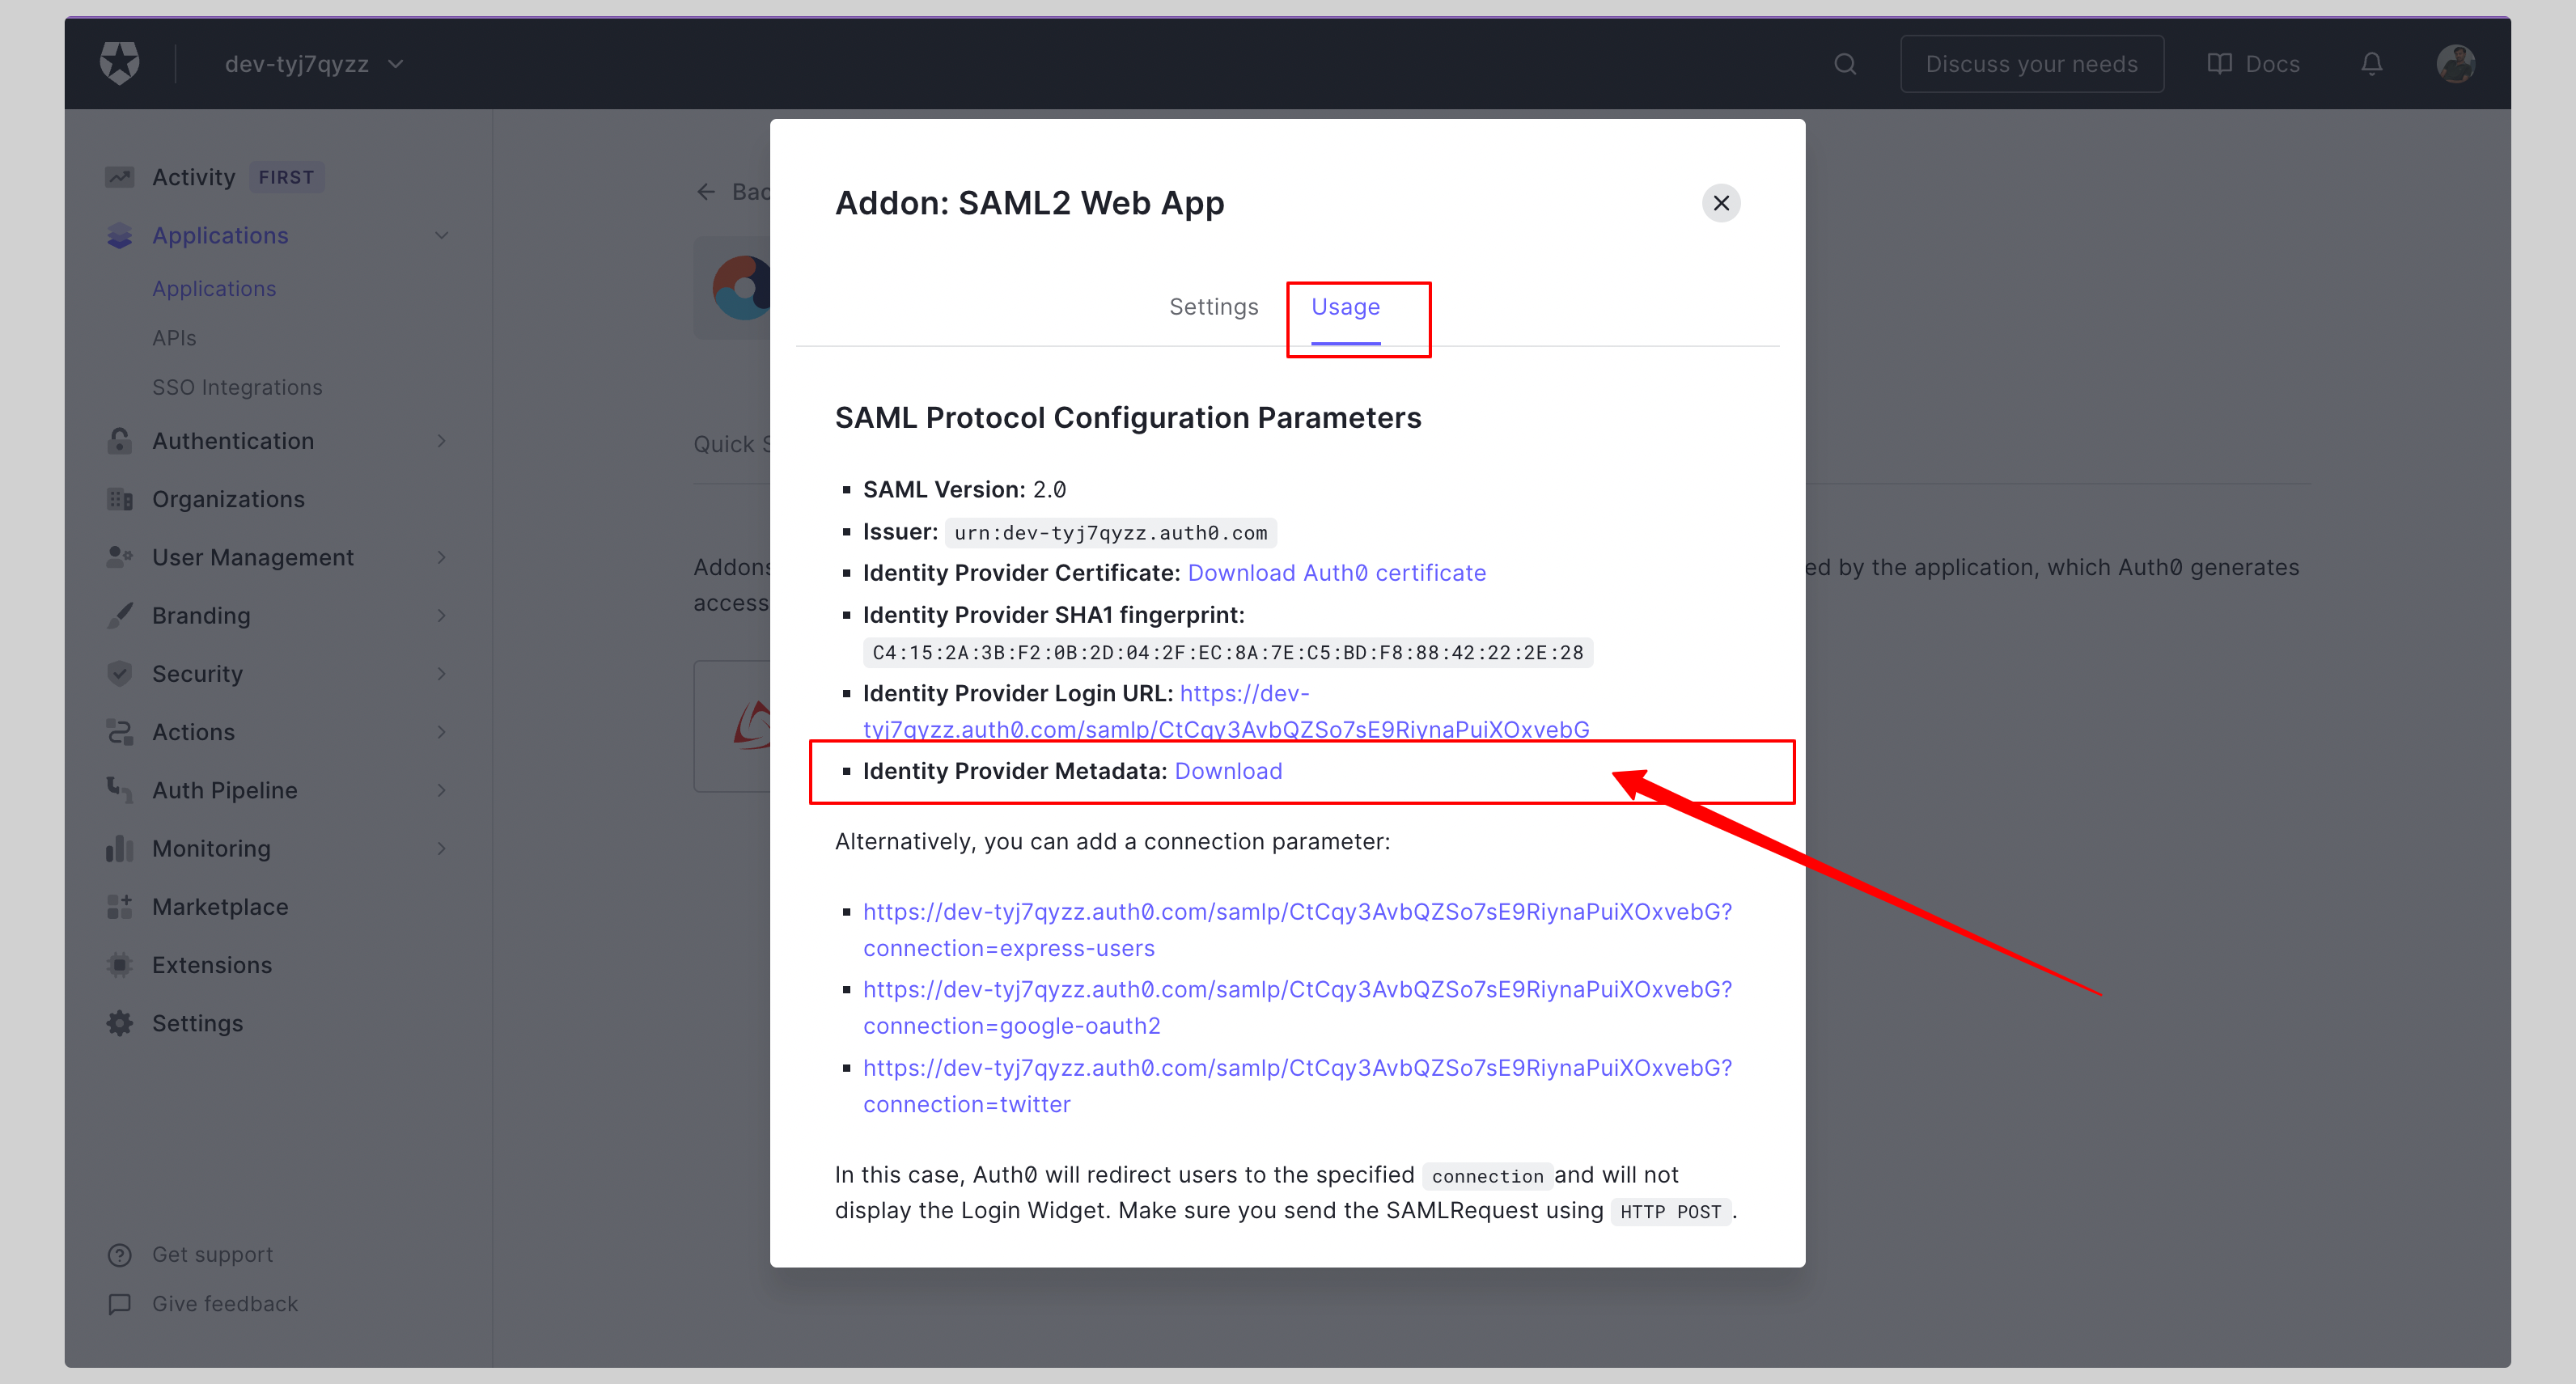 dev-tyj7qyzz
Discuss your needs
Docs
Activity FIRST
Applications
Applications
APIs
SSO Integrations
Authentication
Organizations
User Management
Branding
Security
Actions
Auth Pipeline
Monitoring
Marketplace
Extensions
Settings
Get support
Give feedback
Quick
Addons
access
ed by the application, which Auth0 generates
Addon: SAML2 Web App
Settings
Usage
SAML Protocol Configuration Parameters
SAML Version: 2.0
Issuer: urn:dev-tyj7qyzz.auth0.com
Identity Provider Certificate: Download Auth0 certificate
Identity Provider SHA1 fingerprint:
C4:15:2A:3B:F2:0B:2D:04:2F:EC:8A:7E:C5:BD:F8:88:42:22:2E:28
Identity Provider Login URL: https://dev-
tyj7qyzz.auth0.com/samlp/CtCqy3AvbQZSo7sE9RiynaPuiXOxvebG
Identity Provider Metadata: Download
Alternatively, you can add a connection parameter:
https://dev-tyj7qyzz.auth0.com/samlp/CtCqy3AvbQZSo7sE9RiynaPuiXOxvebG?
connection=express-users
https://dev-tyj7qyzz.auth0.com/samlp/CtCqy3AvbQZSo7sE9RiynaPuiXOxvebG?
connection=google-oauth2
https://dev-tyj7qyzz.auth0.com/samlp/CtCqy3AvbQZSo7sE9RiynaPuiXOxvebG?
connection=twitter
In this case, Auth0 will redirect users to the specified connection and will not
display the Login Widget. Make sure you send the SAMLRequest using HTTP POST.